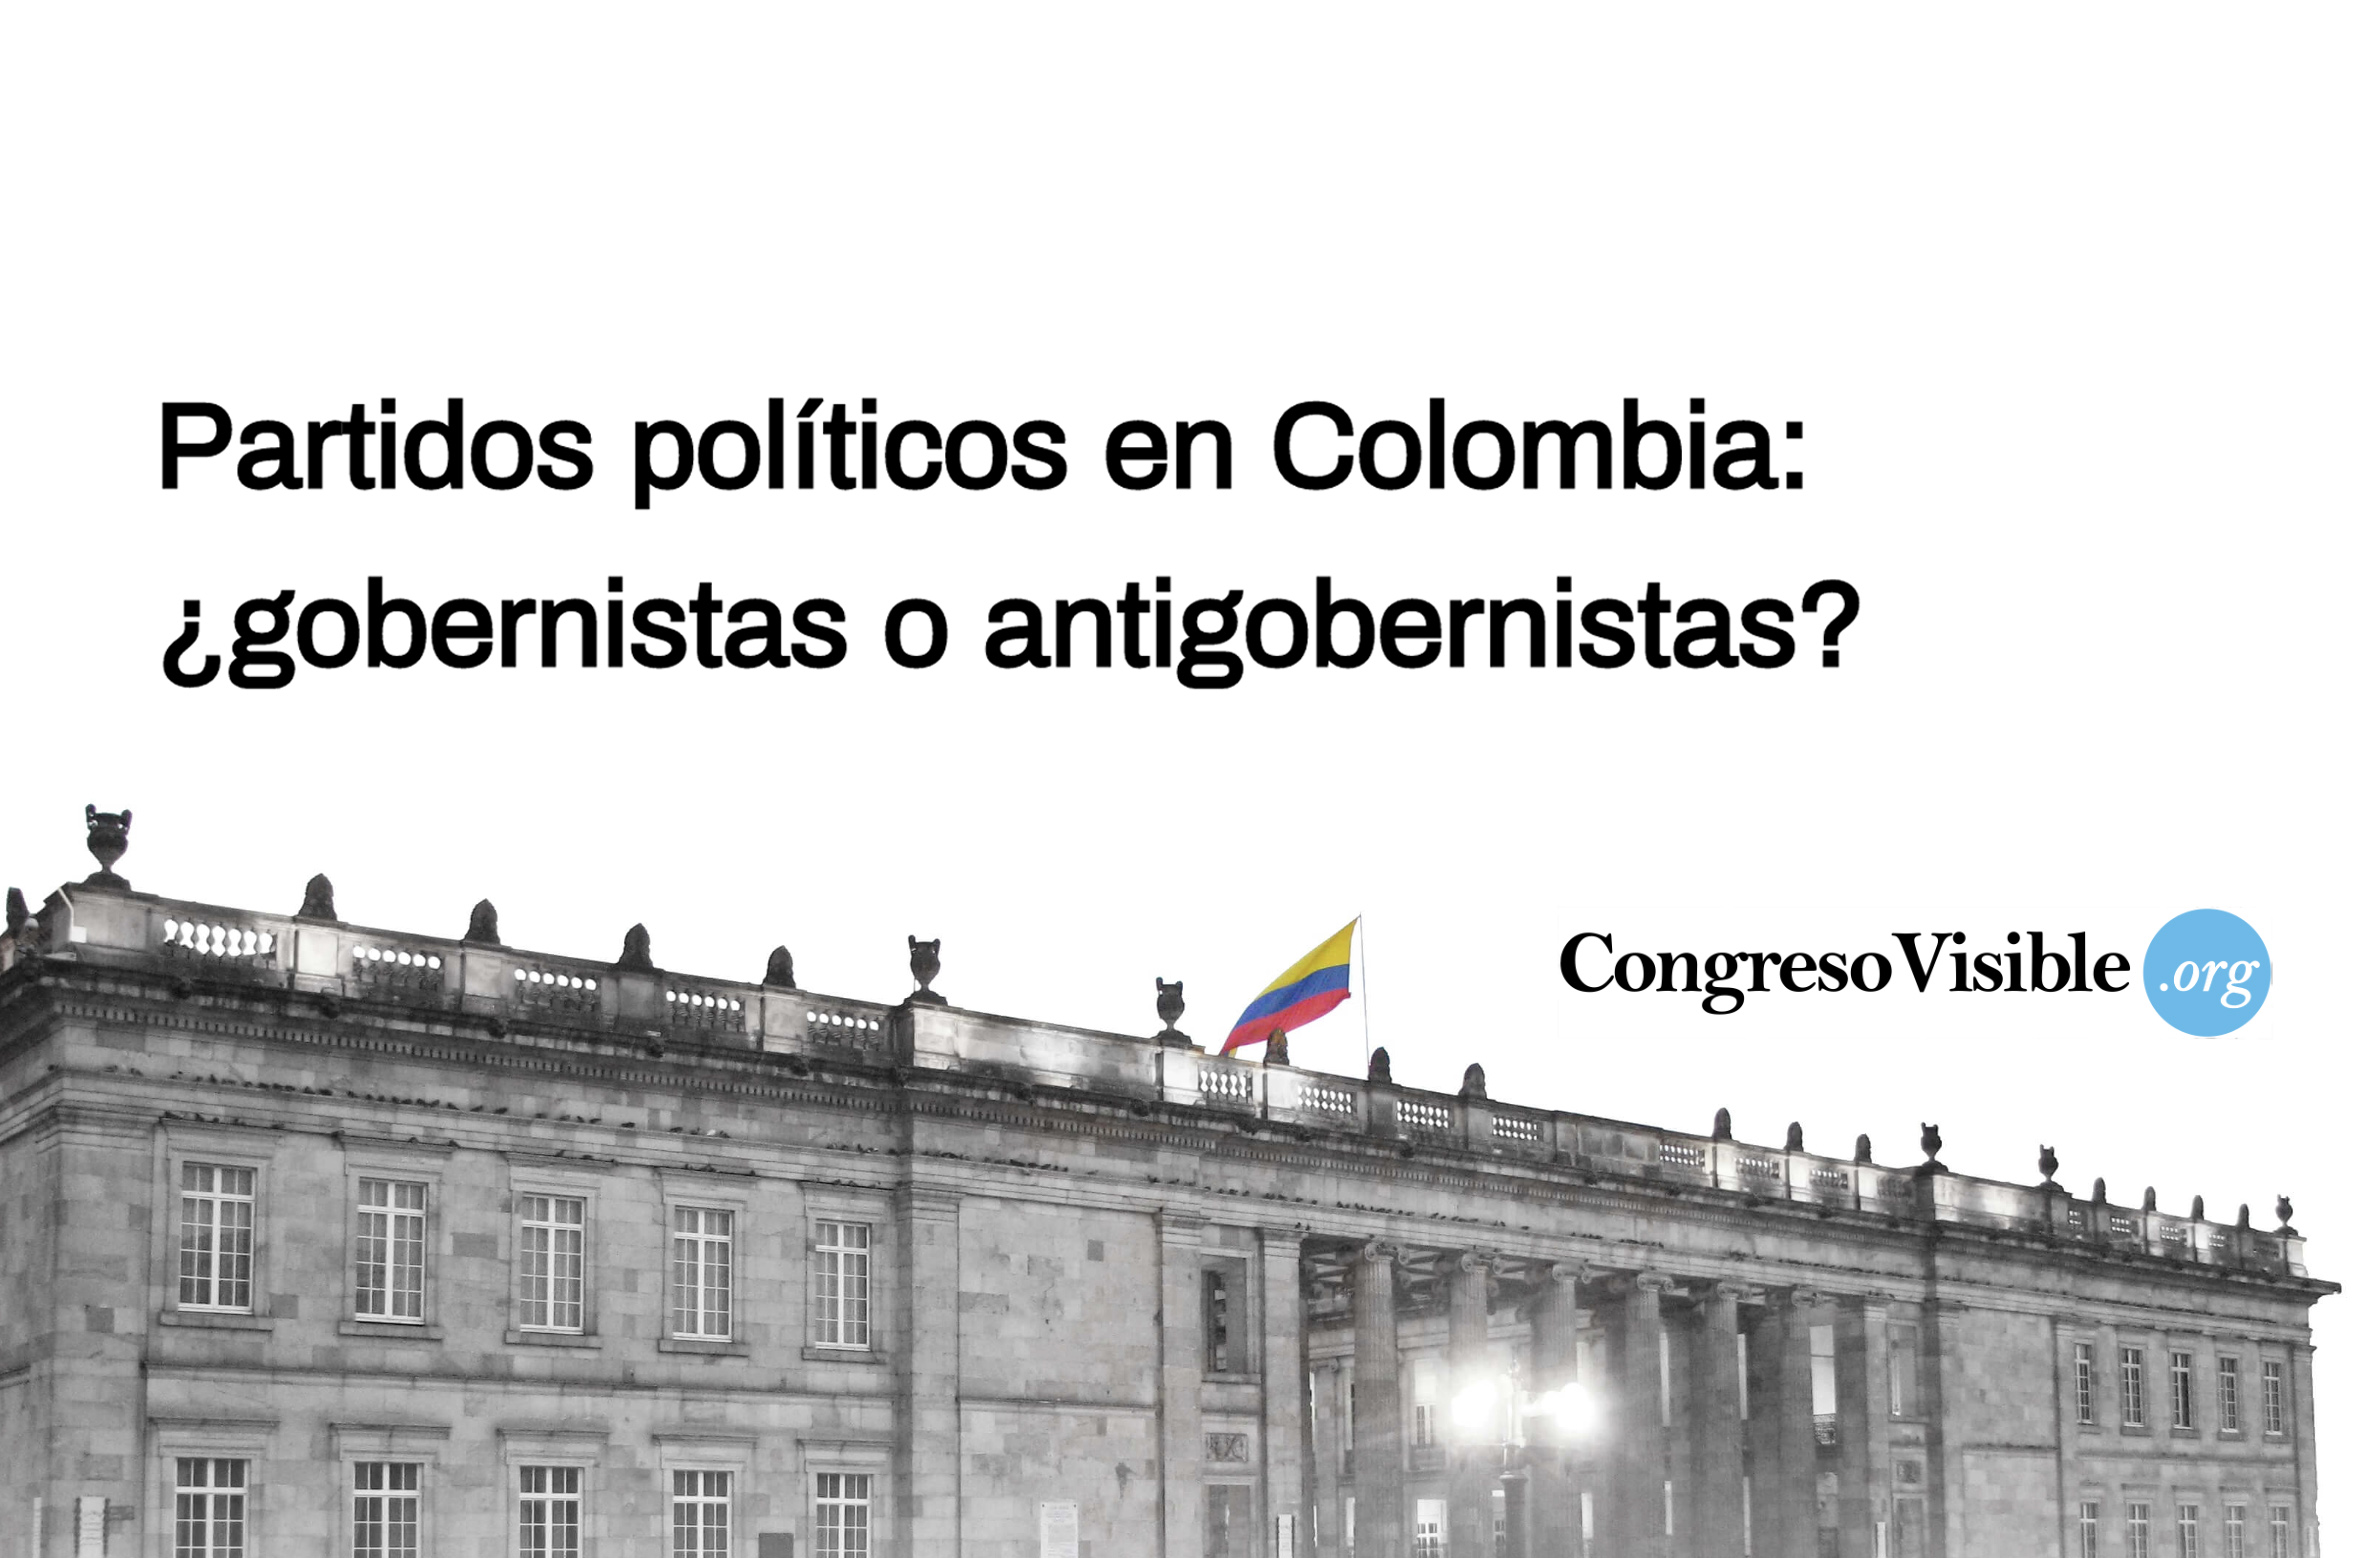 Partidos políticos en Colombia:
¿gobernistas o antigobernistas?
CongresoVisible .org